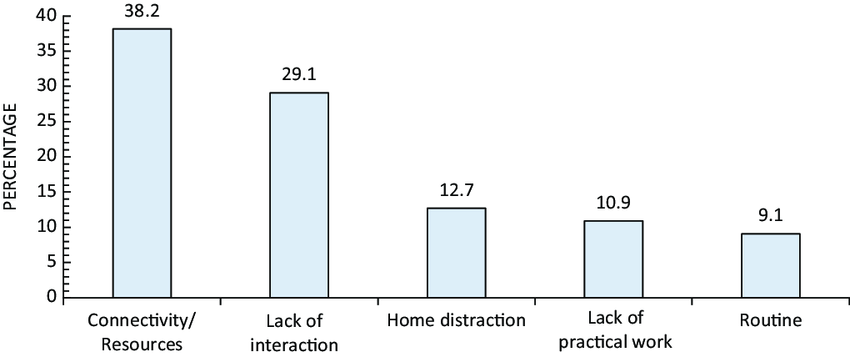 PERCENTAGE
40
35
30
25
20
15
10
5
0
38.2
29.1
12.7
10.9
9.1
Connectivity/
Resources
Lack of
interaction
Home distraction
Lack of
practical work
Routine